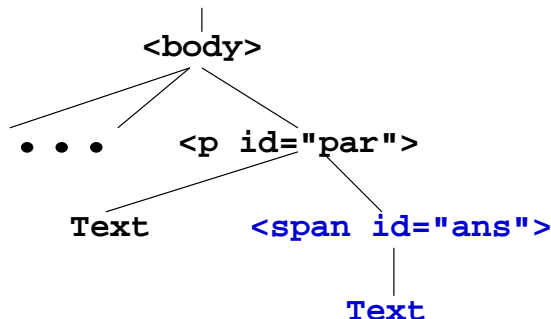 <body>
• • • <p id="par">
Text <span id="ans">
Text